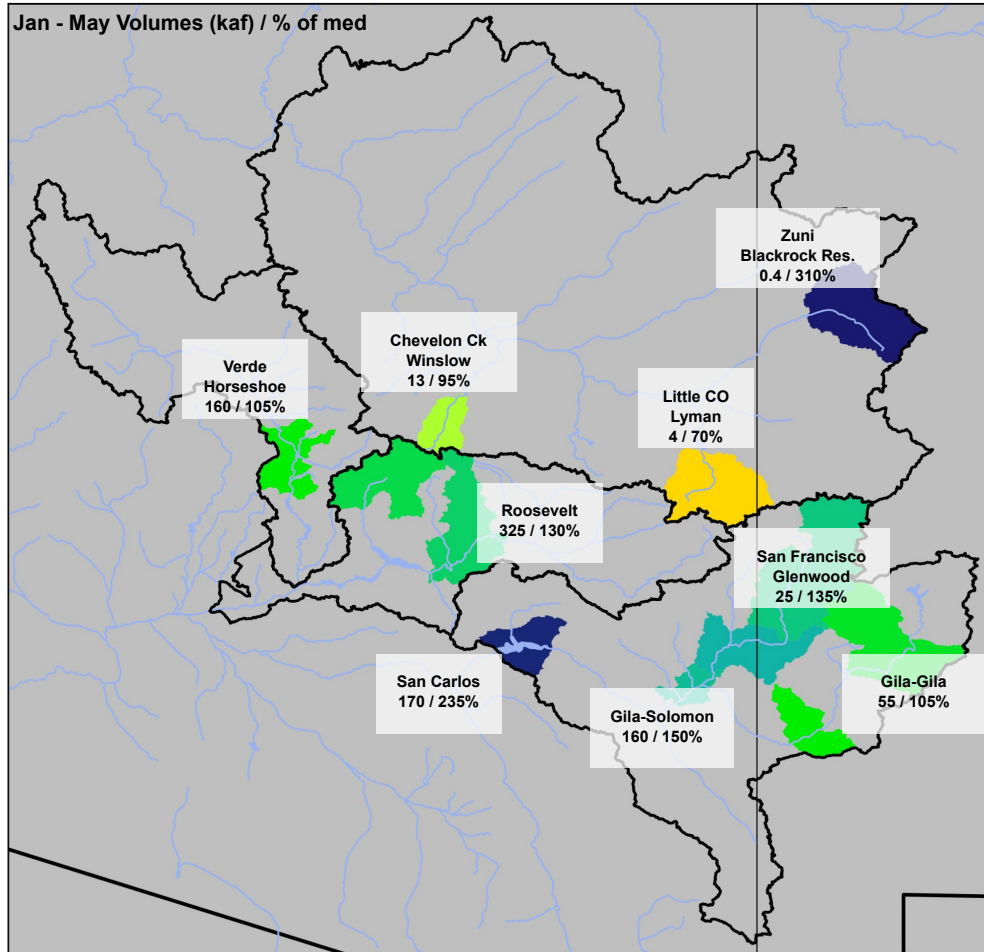 Jan - May Volumes (kaf) / % of med
Zuni
Blackrock Res.
0.4 / 310%
Chevelon Ck
Winslow
13 / 95%
Verde
Horseshoe
160 / 105%
Little CO
Lyman
4 / 70%
Roosevelt
325 / 130%
San Francisco
Glenwood
25 / 135%
San Carlos
170 / 235%
Gila-Gila
55 / 105%
Gila-Solomon
160 / 150%